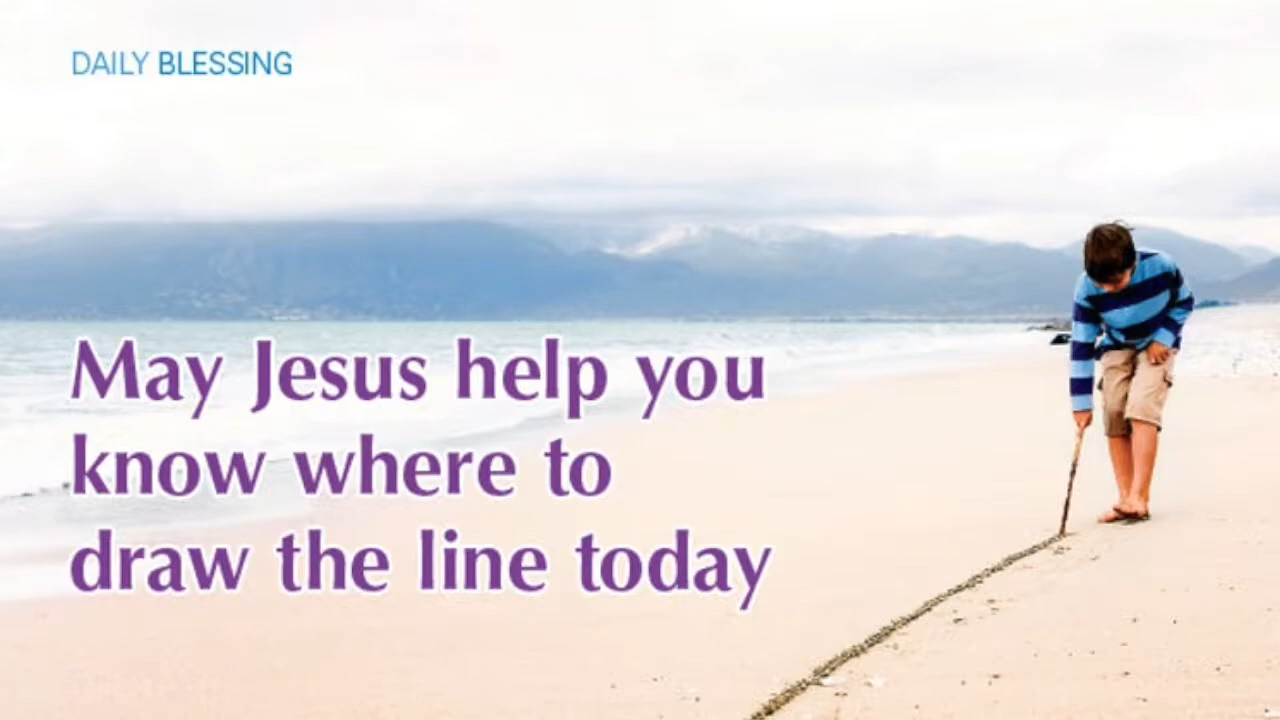 DAILY BLESSING
May Jesus help you
know where to
draw the line today